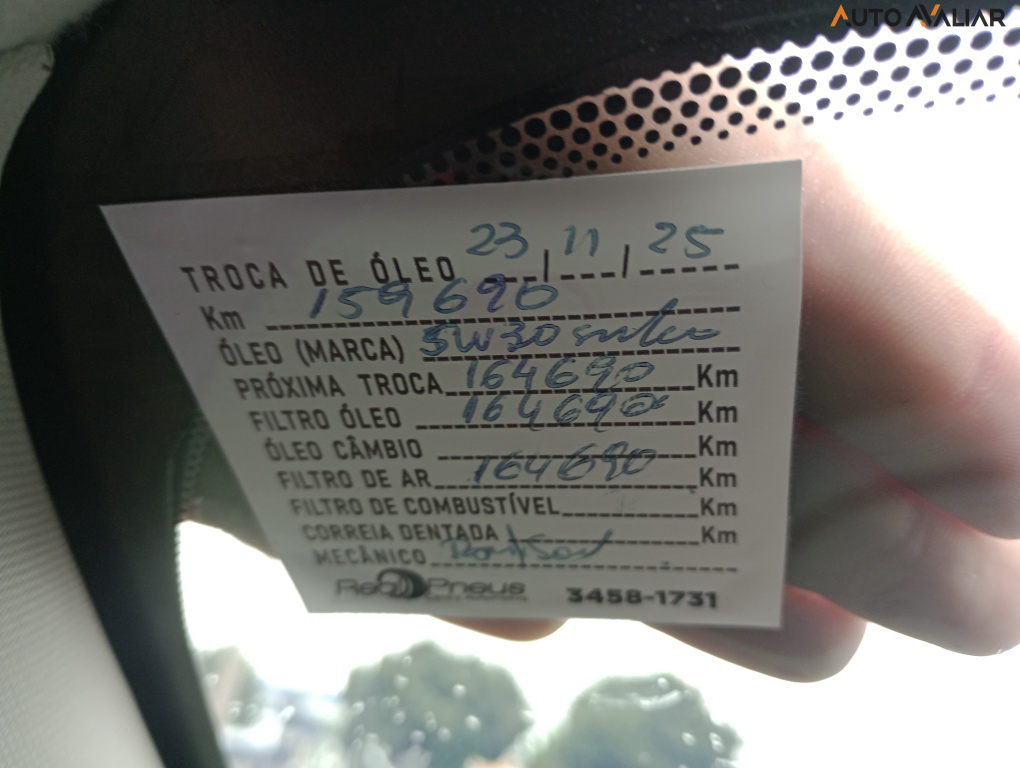 AUTO AVALIAR
TROCA DE ÓLEO 23/11/25
Km 159690
ÓLEO (MARCA) 5W30
PRÓXIMA TROCA 164690 Km
FILTRO ÓLEO 164690 Km
ÓLEO CÂMBIO Km
FILTRO DE AR 164690 Km
FILTRO DE COMBUSTÍVEL Km
CORREIA DENTADA Km
MECÂNICO
Pneus 3458-1731